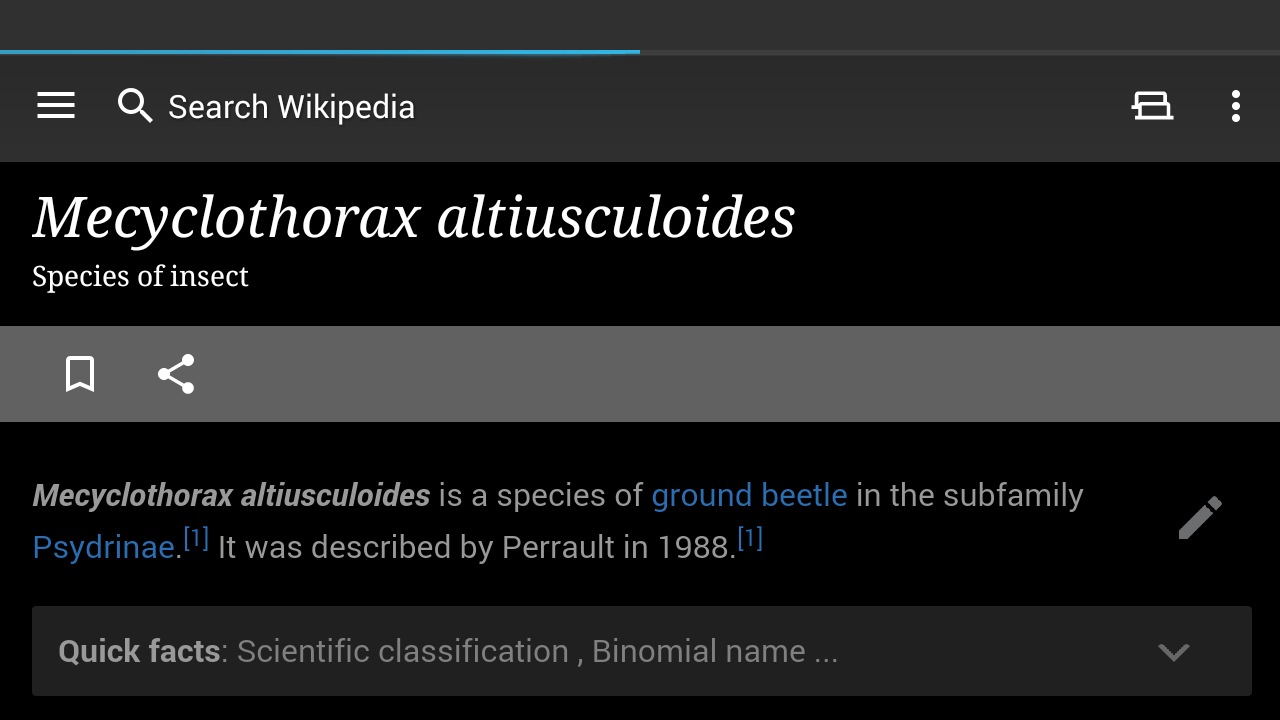 Search Wikipedia
Mecyclothorax altiusculoides
Species of insect
Mecyclothorax altiusculoides is a species of ground beetle in the subfamily
Psydrinae.[1] It was described by Perrault in 1988.[1]
Quick facts: Scientific classification , Binomial name ...